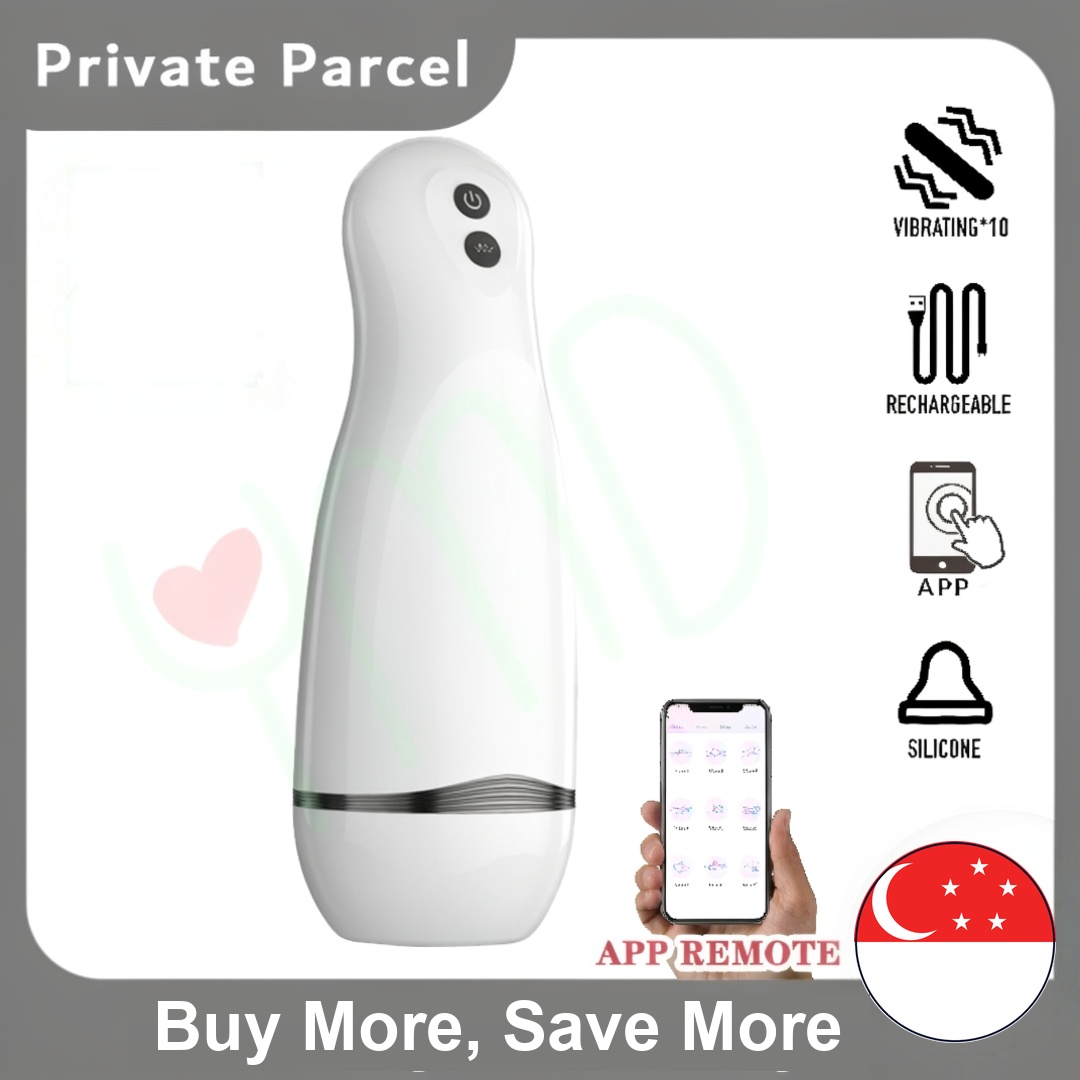 Private Parcel
VIBRATING*10
RECHARGEABLE
APP
SILICONE
APP REMOTE
Buy More, Save More